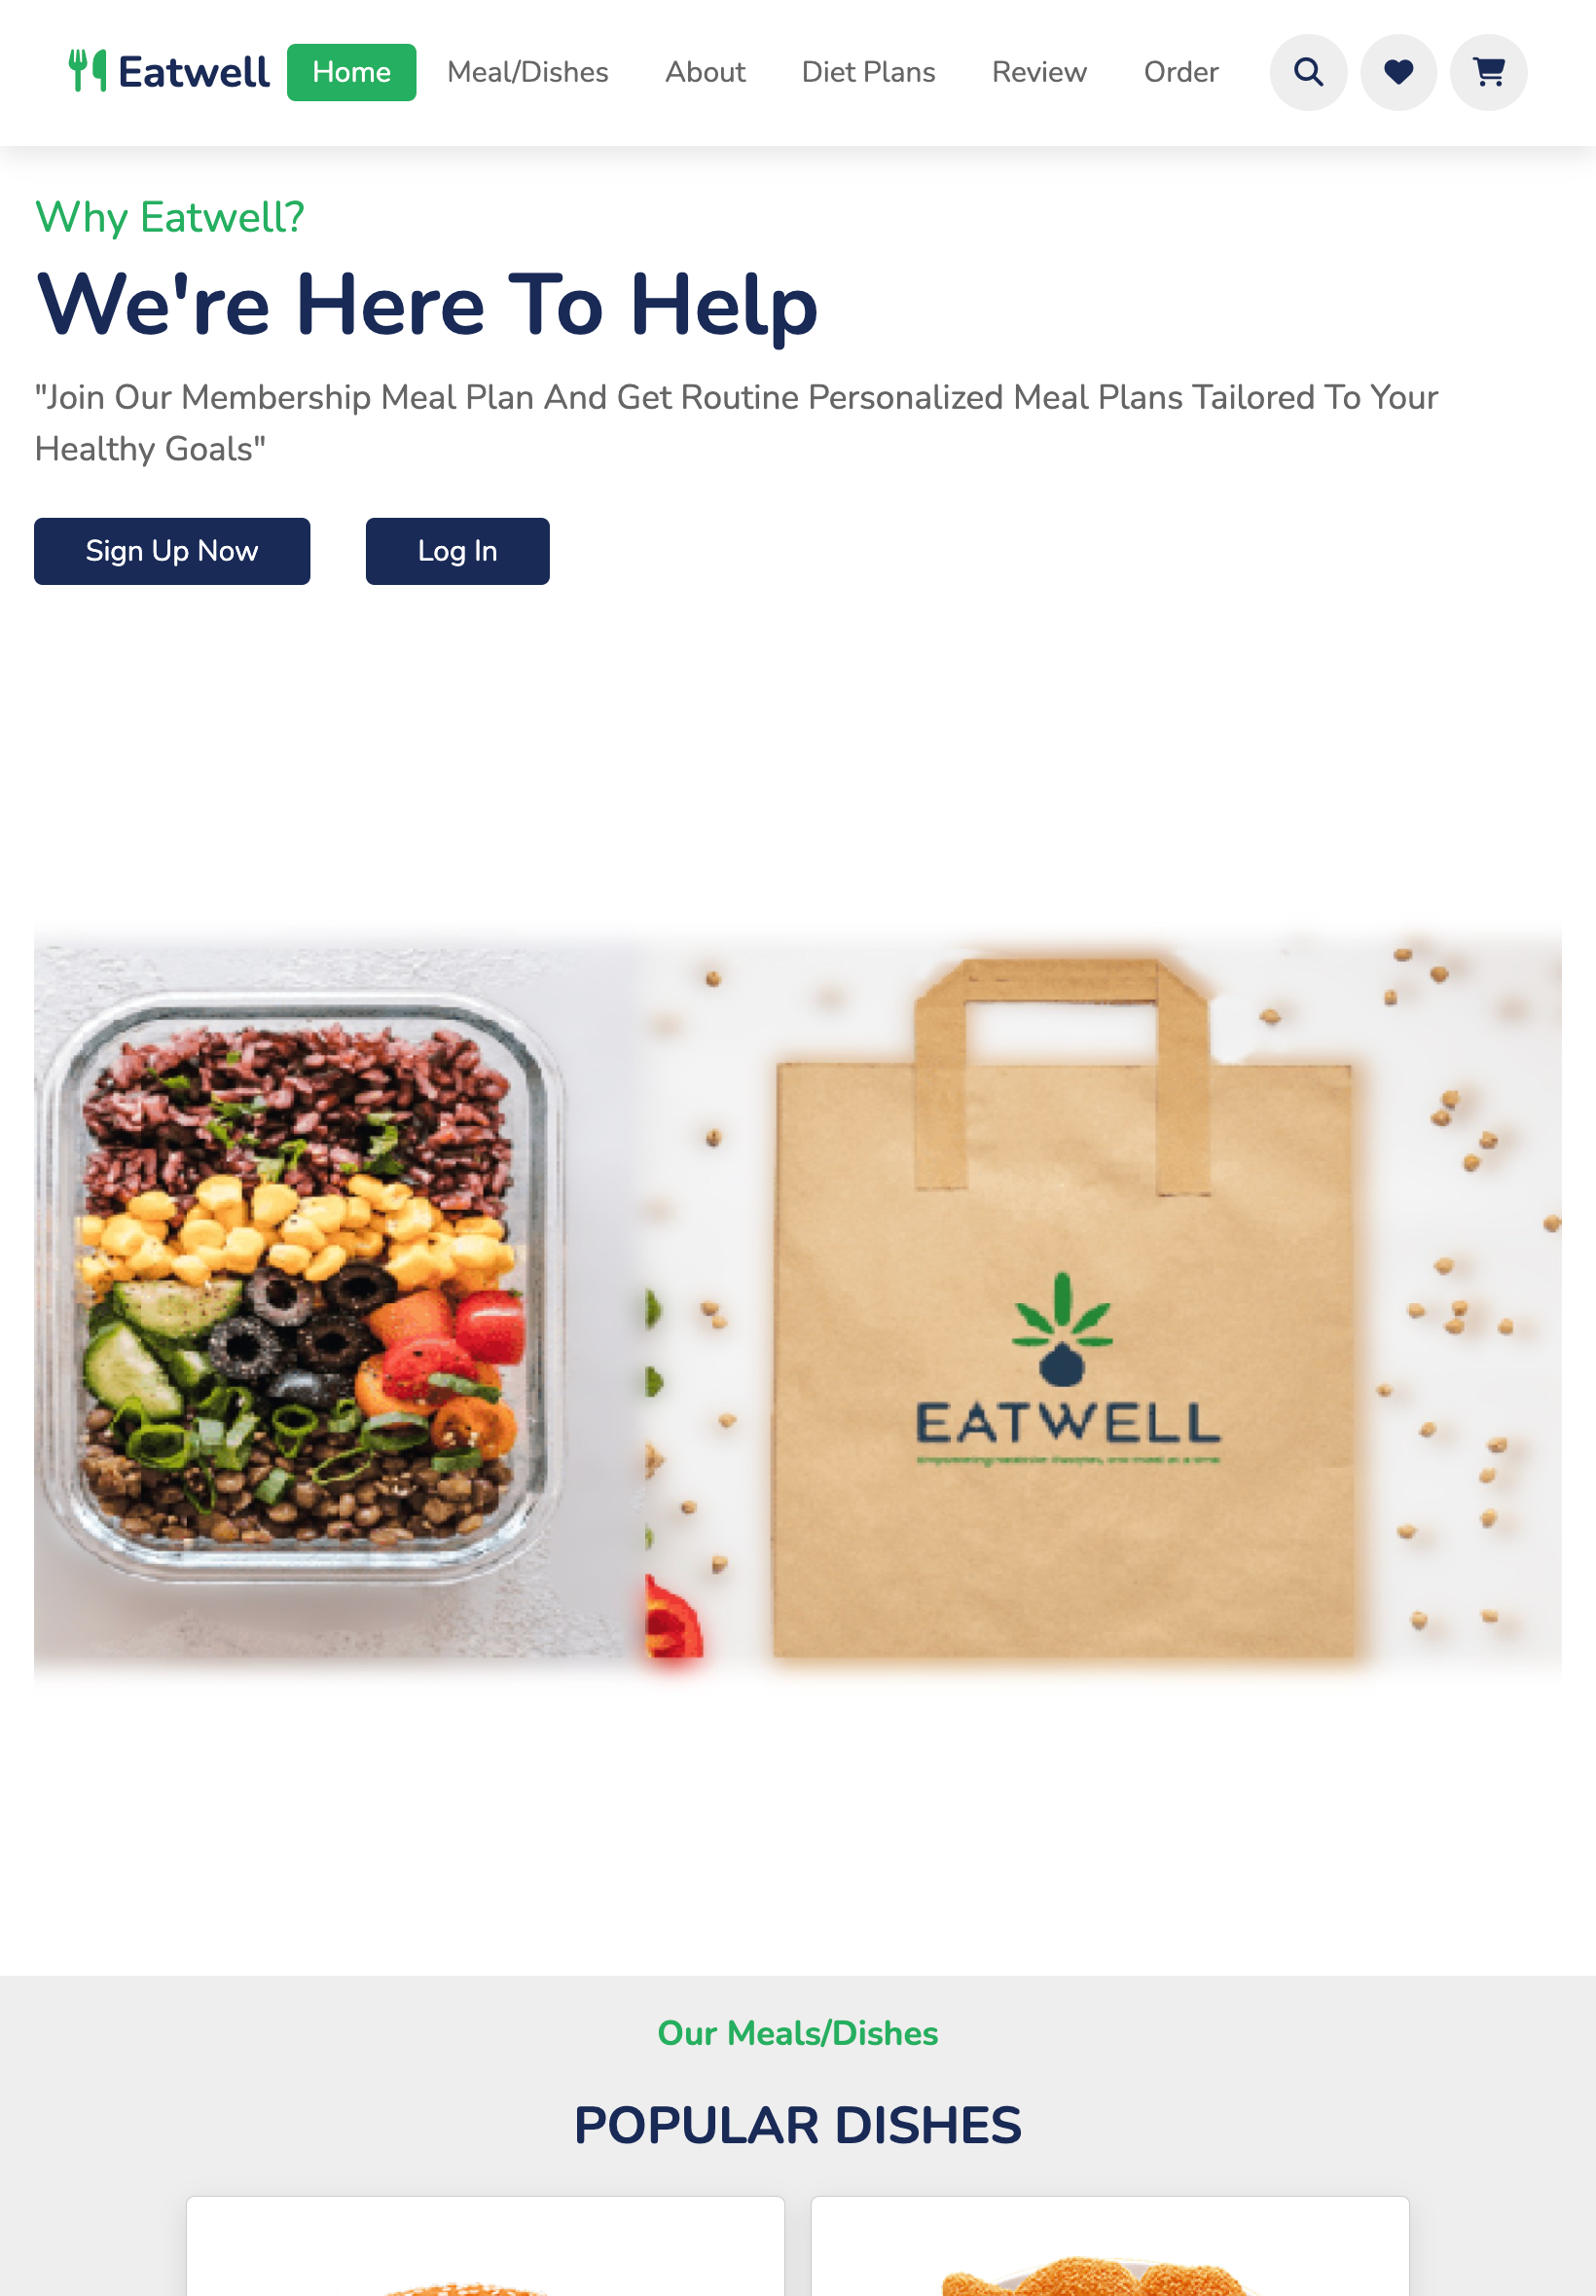 Eatwell
Home
Meal/Dishes
About
Diet Plans
Review
Order
Why Eatwell?
We're Here To Help
"Join Our Membership Meal Plan And Get Routine Personalized Meal Plans Tailored To Your
Healthy Goals"
Sign Up Now
Log In
EATWELL
Our Meals/Dishes
POPULAR DISHES